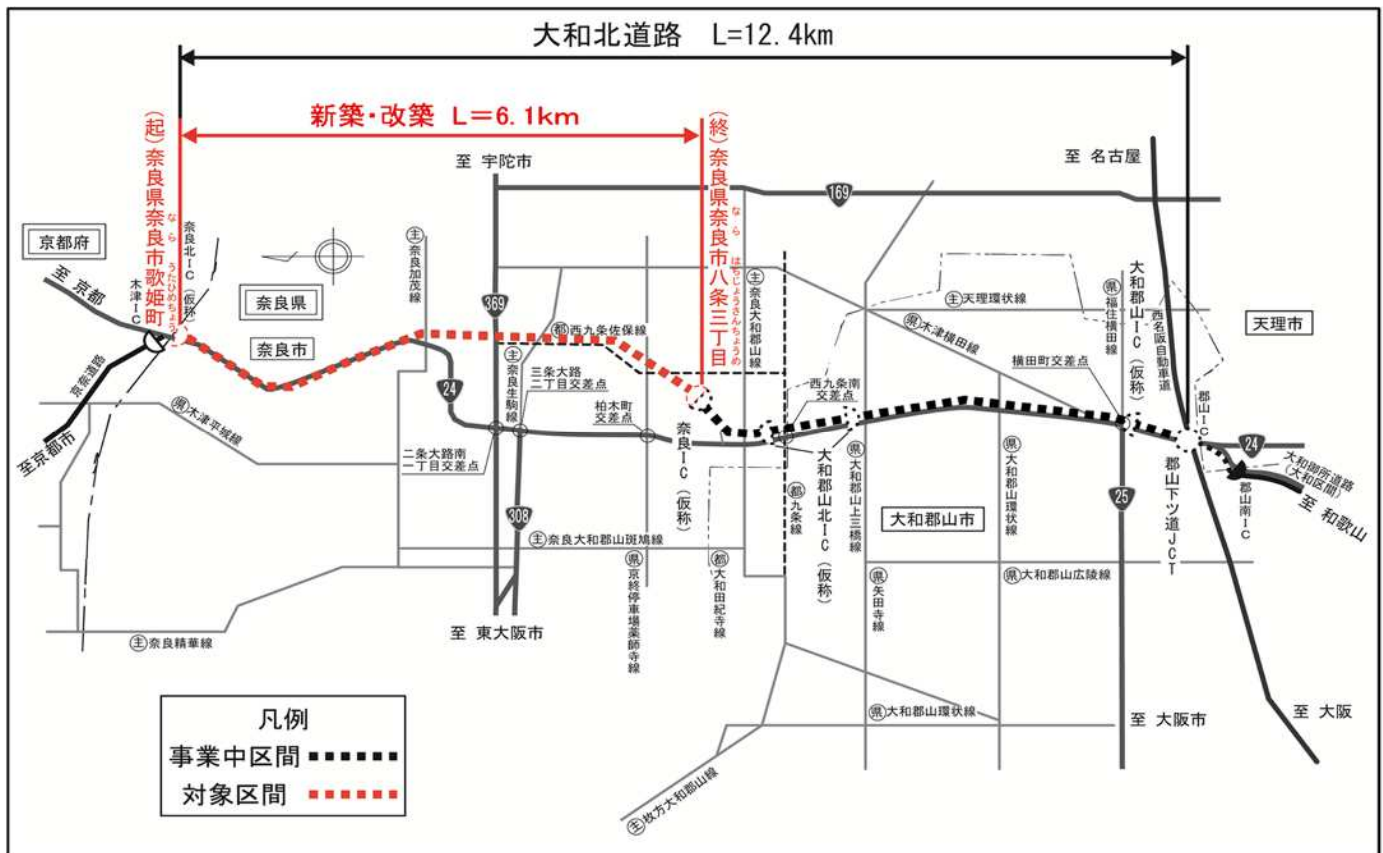 大和北道路 L=12.4km
新築・改築 L=6.1km
(起)奈良県奈良市歌姫町
なら
うたひめちょう
(終)奈良県奈良市八条三丁目
なら
はちじょうさんちょうめ
至 宇陀市
至 名古屋
169
京都府
奈良県
奈良市
至 京都
木津IC
奈良北IC(仮称)
京奈道路
至京都市
(県)木津平城線
(主)奈良加茂線
369
(都)西九条佐保線
(主)奈良生駒線
三条大路
二丁目交差点
24
柏木町
交差点
二条大路南
一丁目交差点
308
奈良IC(仮称)
(主)奈良大和郡山線
西九条南
交差点
(主)天理環状線
(県)木津横田線
(県)福住横田線
横田町交差点
大和郡山IC(仮称)
西名阪自動車道
天理市
郡山IC
24
大和御所道路
(大和区間)
至 和歌山
郡山南IC
郡山下ツ道JCT
25
大和郡山市
(県)大和郡山環状線
(県)大和郡山上三橋線
大和郡山北IC(仮称)
(都)九条線
(都)大和田紀寺線
(県)京終停車場薬師寺線
(主)奈良大和郡山斑鳩線
(県)矢田寺線
(県)大和郡山広陵線
(主)奈良精華線
至 東大阪市
(県)大和郡山環状線
至 大阪市
至 大阪
(主)枚方大和郡山線
凡例
事業中区間
対象区間